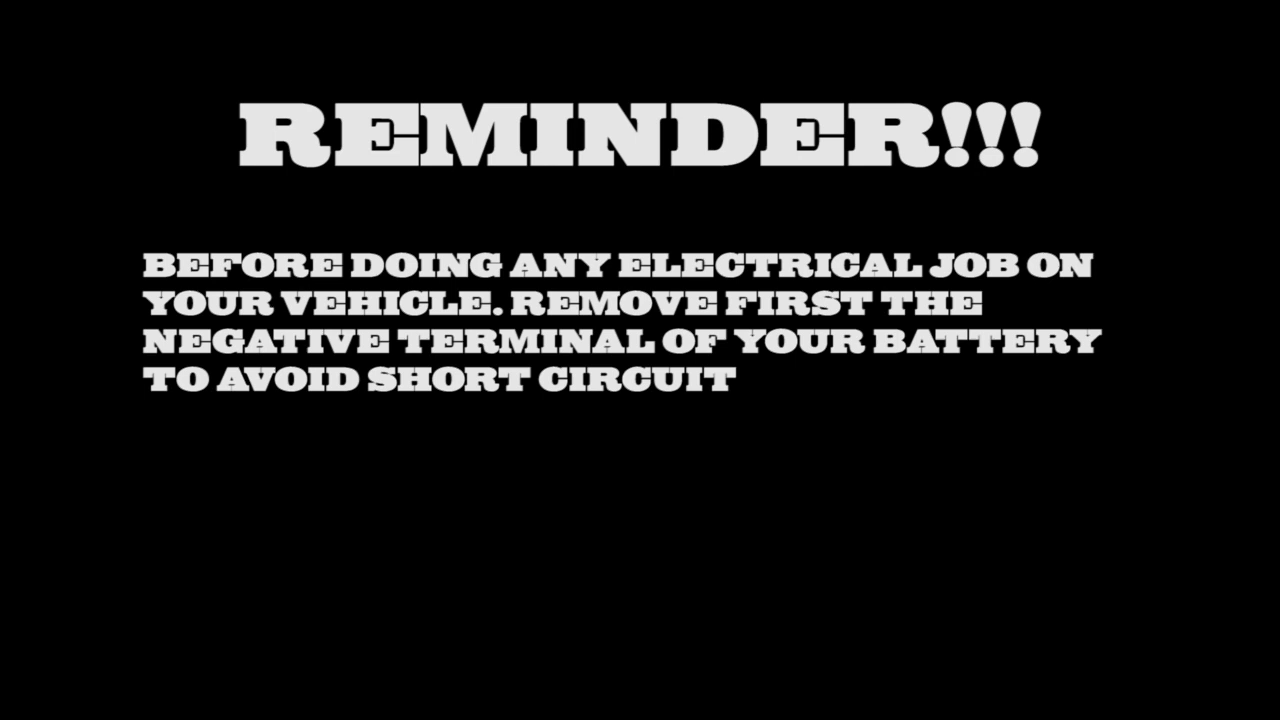 REMINDER!!!
BEFORE DOING ANY ELECTRICAL JOB ON
YOUR VEHICLE. REMOVE FIRST THE
NEGATIVE TERMINAL OF YOUR BATTERY
TO AVOID SHORT CIRCUIT